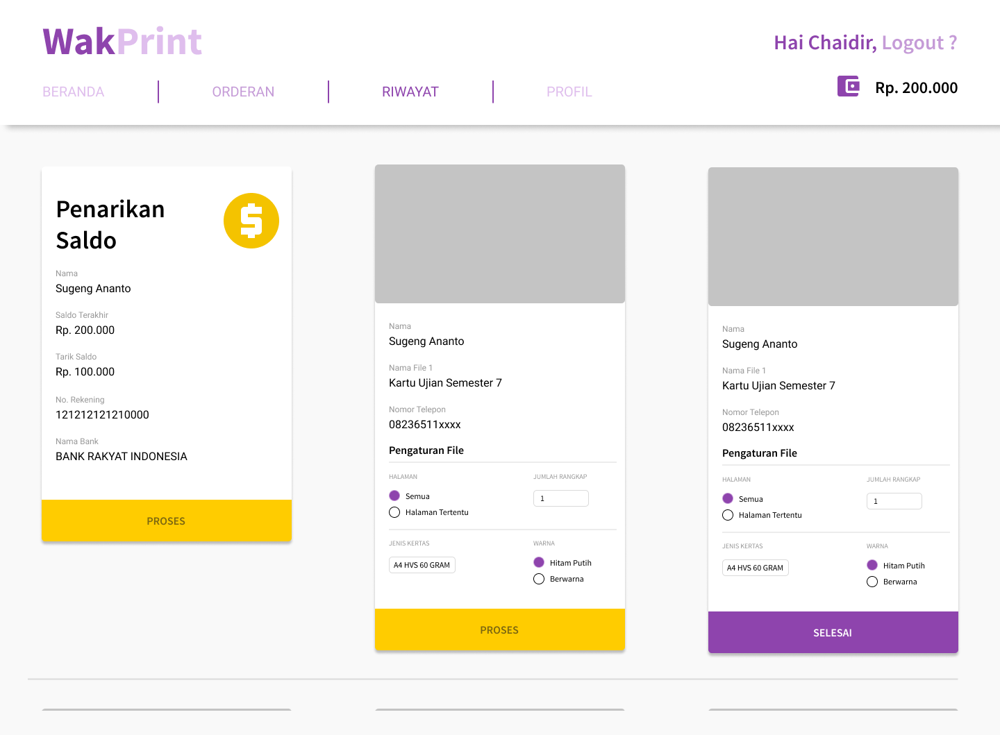 WakPrint
Hai Chaidir, Logout ?
BERANDA
ORDERAN
RIWAYAT
PROFIL
Rp. 200.000
Penarikan
Saldo
Nama
Sugeng Ananto
Saldo Terakhir
Rp. 200.000
Tarik Saldo
Rp. 100.000
No. Rekening
121212121210000
Nama Bank
BANK RAKYAT INDONESIA
PROSES
Nama
Sugeng Ananto
Nama File 1
Kartu Ujian Semester 7
Nomor Telepon
08236511xxxx
Pengaturan File
HALAMAN
JUMLAH RANGKAP
Semua
1
Halaman Tertentu
JENIS KERTAS
WARNA
A4 HVS 60 GRAM
Hitam Putih
Berwarna
PROSES
Nama
Sugeng Ananto
Nama File 1
Kartu Ujian Semester 7
Nomor Telepon
08236511xxxx
Pengaturan File
HALAMAN
JUMLAH RANGKAP
Semua
1
Halaman Tertentu
JENIS KERTAS
WARNA
A4 HVS 60 GRAM
Hitam Putih
Berwarna
SELESAI